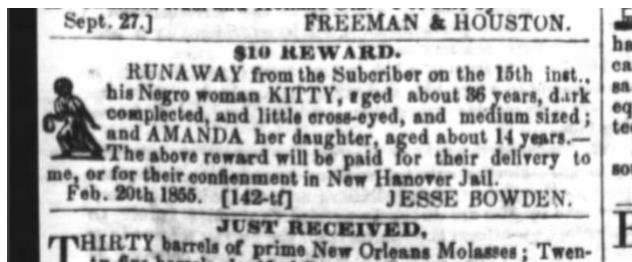 Sept. 27.] FREEMAN & HOUSTON.
$10 REWARD.
RUNAWAY from the Subcriber on the 15th inst.,
his Negro woman KITTY, aged about 36 years, dark
complected, and little cross-eyed, and medium sized;
and AMANDA her daughter, aged about 14 years.—
The above reward will be paid for their delivery to
me, or for their confienment in New Hanover Jail.
Feb. 20th 1855. [142-tf] JESSE BOWDEN.
JUST RECEIVED,
THIRTY barrels of prime New Orleans Molasses; Twen-